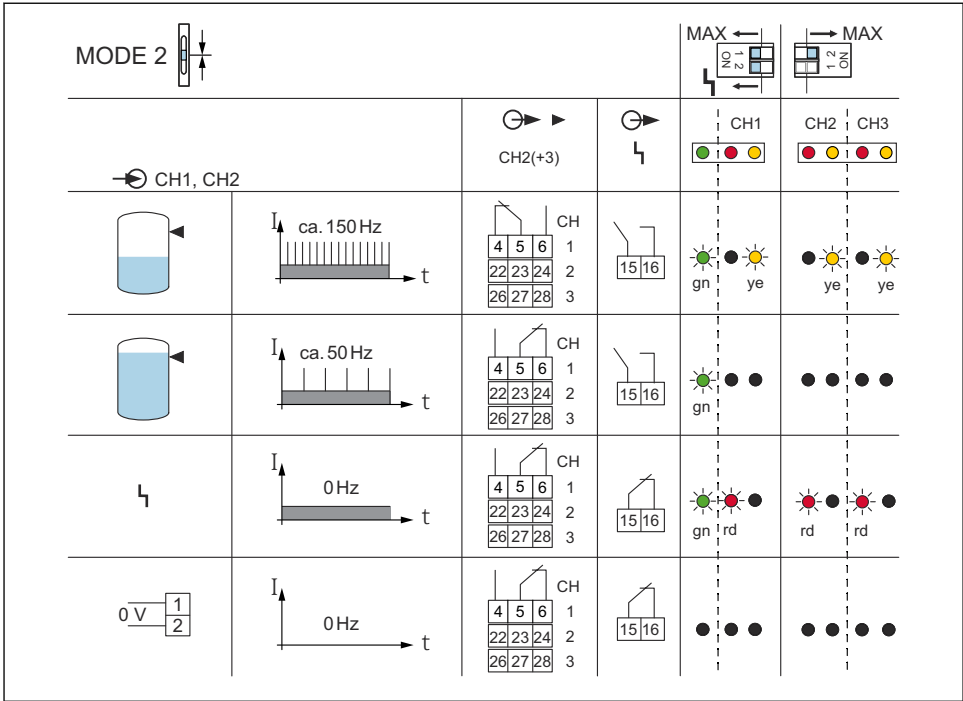 MODE 2
MAX
ON 1 2
MAX
1 2 ON
CH2(+3)
CH1
CH2 CH3
CH1, CH2
I ca. 150 Hz t
CH
4 5 6 1
22 23 24 2
26 27 28 3
15 16
gn ye ye ye
I ca. 50 Hz t
CH
4 5 6 1
22 23 24 2
26 27 28 3
15 16
gn
I 0 Hz t
CH
4 5 6 1
22 23 24 2
26 27 28 3
15 16
gn rd rd rd
0 V 1
2
I 0 Hz t
CH
4 5 6 1
22 23 24 2
26 27 28 3
15 16